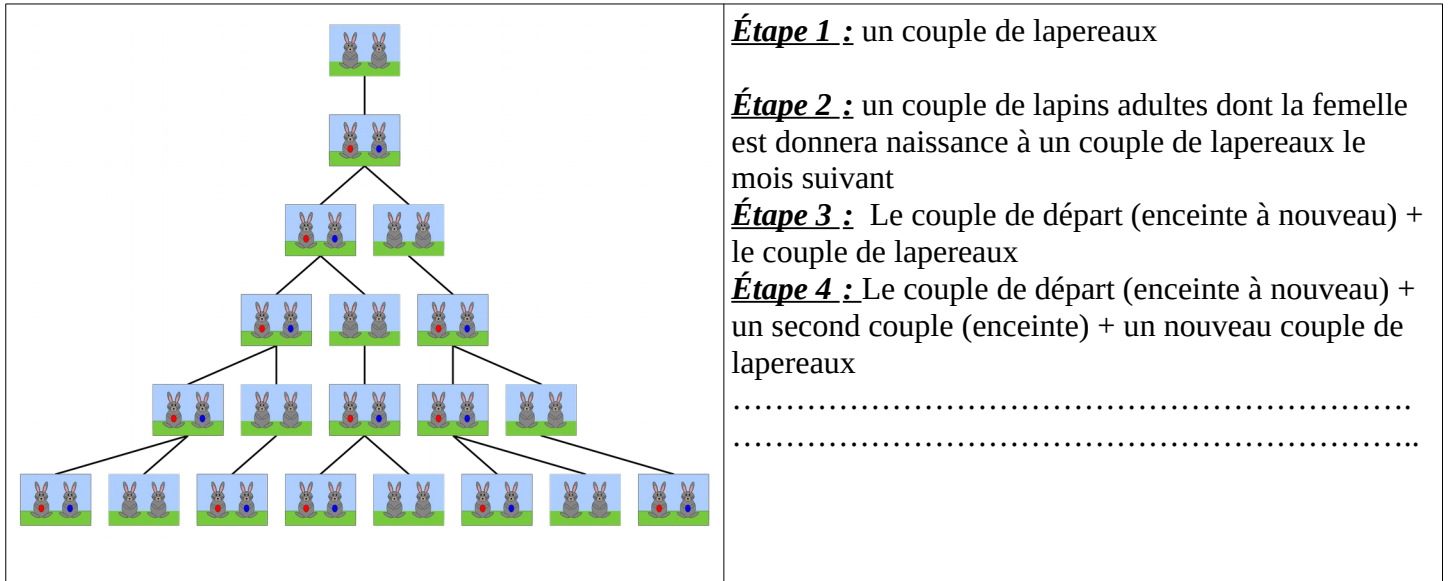 Étape 1 : un couple de lapereaux
Étape 2 : un couple de lapins adultes dont la femelle
est donnera naissance à un couple de lapereaux le
mois suivant
Étape 3 : Le couple de départ (enceinte à nouveau) +
le couple de lapereaux
Étape 4 : Le couple de départ (enceinte à nouveau) +
un second couple (enceinte) + un nouveau couple de
lapereaux
……………………………………………………………….
………………………………………………………………..